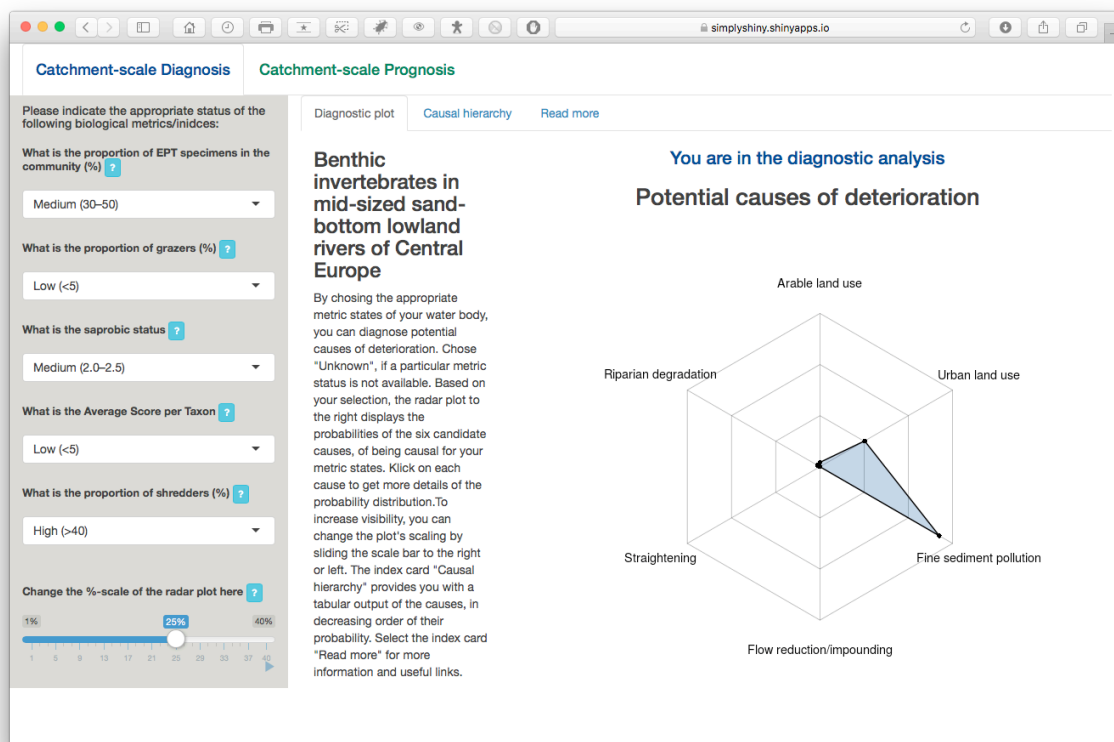 simplyshiny.shinyapps.io
Catchment-scale Diagnosis
Catchment-scale Prognosis
Please indicate the appropriate status of the
following biological metrics/inidces:
What is the proportion of EPT specimens in the
community (%) ?
Medium (30–50)
What is the proportion of grazers (%) ?
Low (<5)
What is the saprobic status ?
Medium (2.0–2.5)
What is the Average Score per Taxon ?
Low (<5)
What is the proportion of shredders (%) ?
High (>40)
Change the %-scale of the radar plot here ?
1% 25% 40%
1 5 9 13 17 21 25 29 33 37 40
Diagnostic plot
Causal hierarchy
Read more
Benthic
invertebrates in
mid-sized sand-
bottom lowland
rivers of Central
Europe
By chosing the appropriate
metric states of your water body,
you can diagnose potential
causes of deterioration. Chose
"Unknown", if a particular metric
status is not available. Based on
your selection, the radar plot to
the right displays the
probabilities of the six candidate
causes, of being causal for your
metric states. Klick on each
cause to get more details of the
probability distribution.To
increase visibility, you can
change the plot's scaling by
sliding the scale bar to the right
or left. The index card "Causal
hierarchy" provides you with a
tabular output of the causes, in
decreasing order of their
probability. Select the index card
"Read more" for more
information and useful links.
You are in the diagnostic analysis
Potential causes of deterioration
Arable land use
Riparian degradation
Urban land use
Straightening
Fine sediment pollution
Flow reduction/impounding